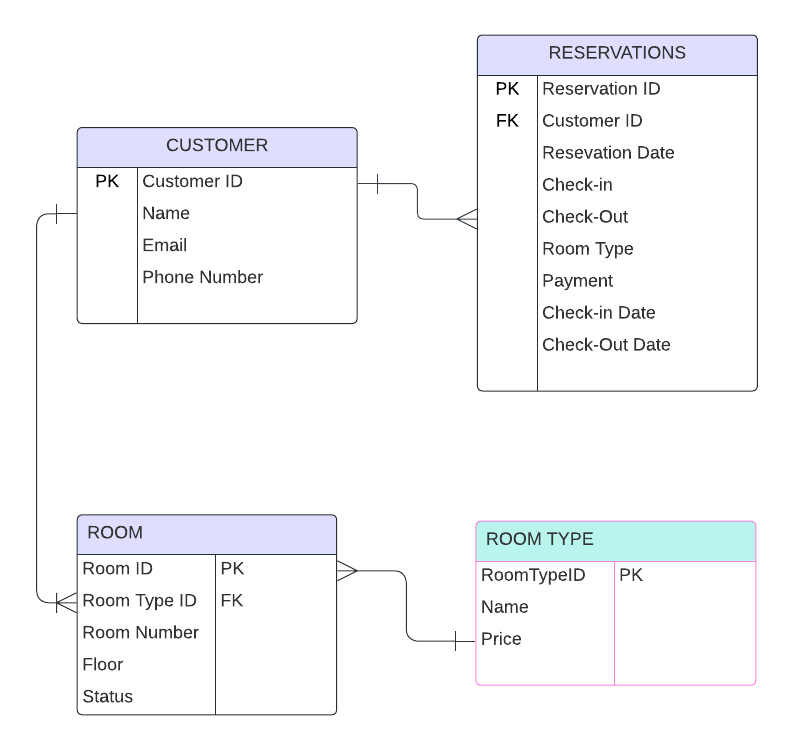 CUSTOMER
PK Customer ID
Name
Email
Phone Number
RESERVATIONS
PK Reservation ID
FK Customer ID
Resevation Date
Check-in
Check-Out
Room Type
Payment
Check-in Date
Check-Out Date
ROOM
Room ID PK
Room Type ID FK
Room Number
Floor
Status
ROOM TYPE
RoomTypeID PK
Name
Price